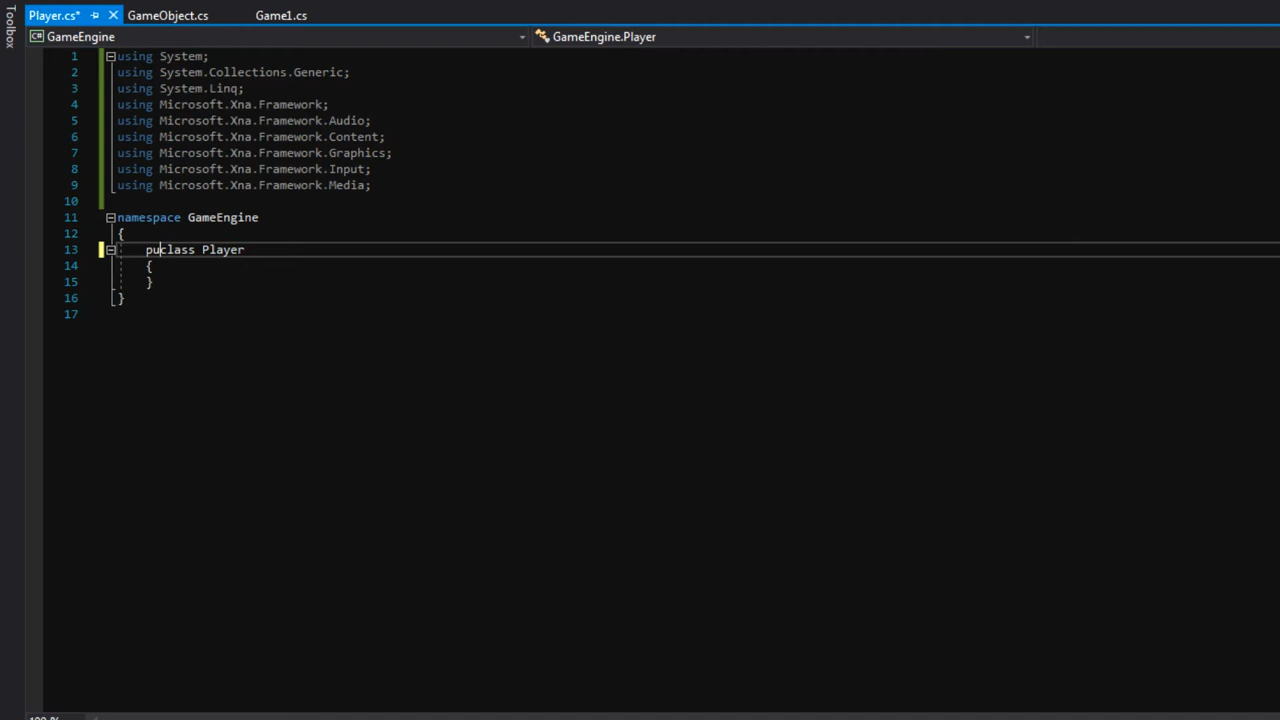 Toolbox
Player.cs* GameObject.cs Game1.cs
C# GameEngine GameEngine.Player
1 using System;
2 using System.Collections.Generic;
3 using System.Linq;
4 using Microsoft.Xna.Framework;
5 using Microsoft.Xna.Framework.Audio;
6 using Microsoft.Xna.Framework.Content;
7 using Microsoft.Xna.Framework.Graphics;
8 using Microsoft.Xna.Framework.Input;
9 using Microsoft.Xna.Framework.Media;
10
11 namespace GameEngine
12 {
13 puclass Player
14 {
15 }
16 }
17